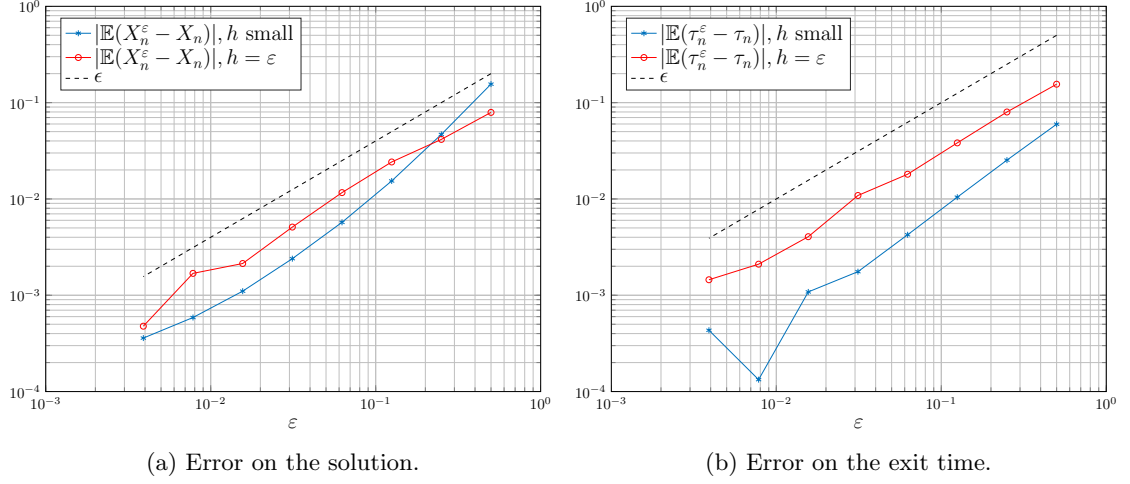 |𝔼(X_n^ε − X_n)|, h small
|𝔼(X_n^ε − X_n)|, h = ε
ϵ
10^0
10^−1
10^−2
10^−3
10^−4
10^−3
10^−2
10^−1
10^0
ε
(a) Error on the solution.
|𝔼(τ_n^ε − τ_n)|, h small
|𝔼(τ_n^ε − τ_n)|, h = ε
ϵ
10^0
10^−1
10^−2
10^−3
10^−4
10^−3
10^−2
10^−1
10^0
ε
(b) Error on the exit time.